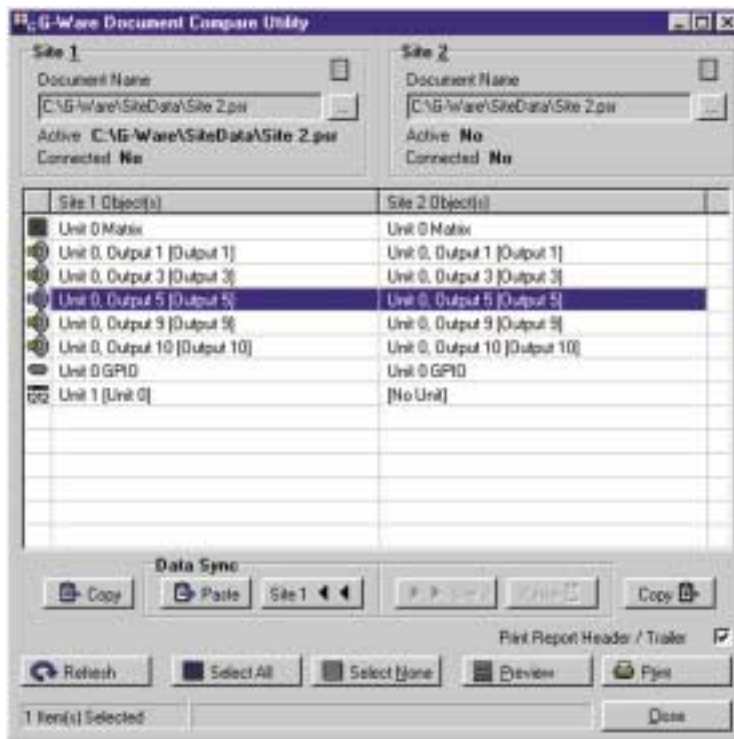 G-Ware Document Compare Utility
Site 1
Document Name
C:\G-Ware\SiteData\Site 2.psr
...
Active C:\G-Ware\SiteData\Site 2.psr
Connected No
Site 2
Document Name
C:\G-Ware\SiteData\Site 2.psr
...
Active No
Connected No
Site 1 Object(s) Site 2 Object(s)
Unit 0 Matrix Unit 0 Matrix
Unit 0, Output 1 [Output 1] Unit 0, Output 1 [Output 1]
Unit 0, Output 3 [Output 3] Unit 0, Output 3 [Output 3]
Unit 0, Output 5 [Output 5] Unit 0, Output 5 [Output 5]
Unit 0, Output 9 [Output 9] Unit 0, Output 9 [Output 9]
Unit 0, Output 10 [Output 10] Unit 0, Output 10 [Output 10]
Unit 0 GPIO Unit 0 GPIO
Unit 1 [Unit 0] [No Unit]
Data Sync
Copy Paste Site 1 Copy
Print Report Header / Trailer
Refresh Select All Select None Preview Print
1 Item(s) Selected Done